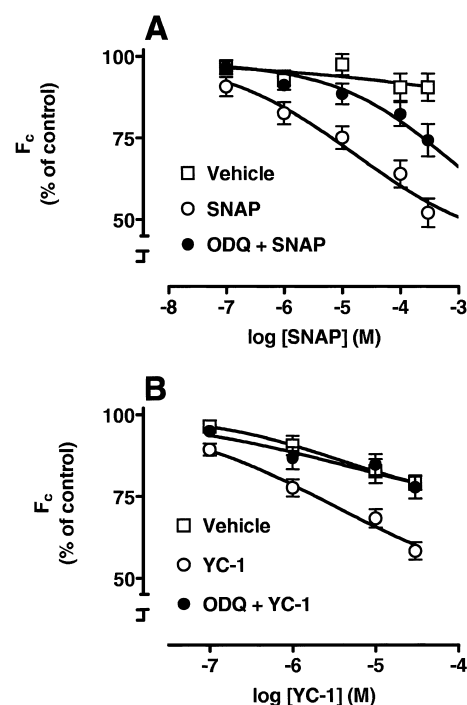 A
100
75
50
Fc
(% of control)
Vehicle
SNAP
ODQ + SNAP
-8 -7 -6 -5 -4 -3
log [SNAP] (M)
B
100
75
50
Fc
(% of control)
Vehicle
YC-1
ODQ + YC-1
-7 -6 -5 -4
log [YC-1] (M)